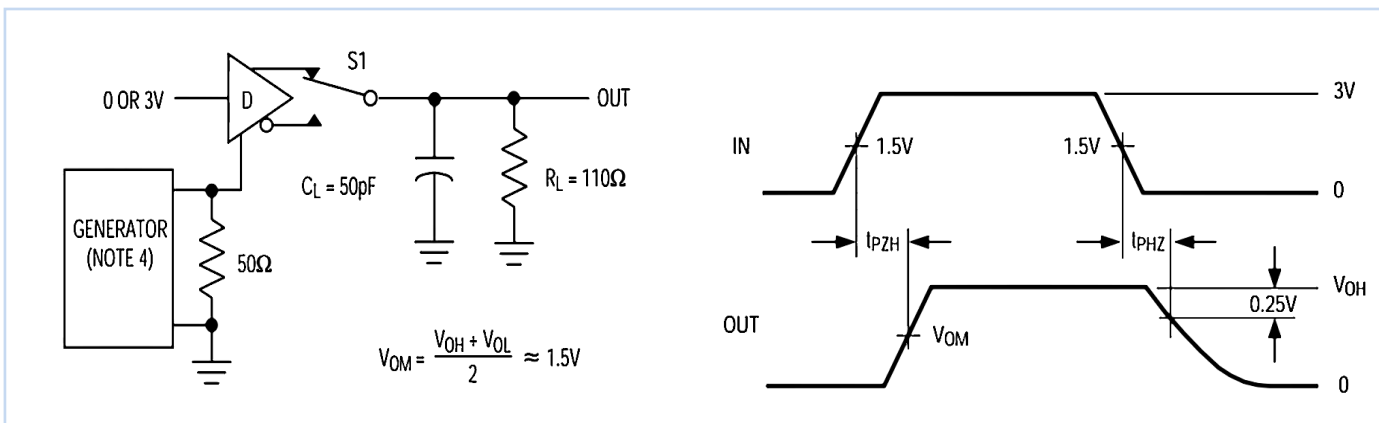 S1
0 OR 3V
D
OUT
C_L = 50pF
R_L = 110Ω
GENERATOR
(NOTE 4)
50Ω
V_OM = (V_OH + V_OL) / 2 ≈ 1.5V
3V
IN
1.5V
1.5V
0
t_PZH
t_PHZ
V_OH
0.25V
OUT
V_OM
0